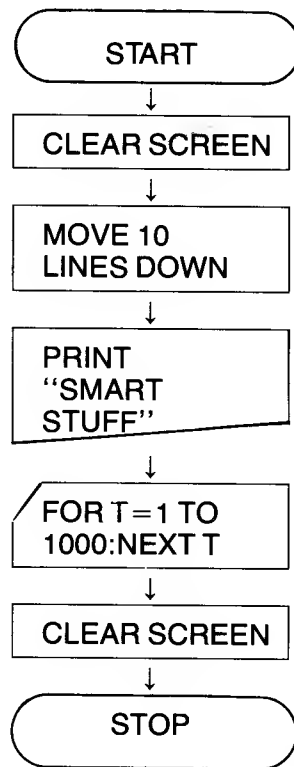 START
CLEAR SCREEN
MOVE 10
LINES DOWN
PRINT
“SMART
STUFF”
FOR T=1 TO
1000:NEXT T
CLEAR SCREEN
STOP